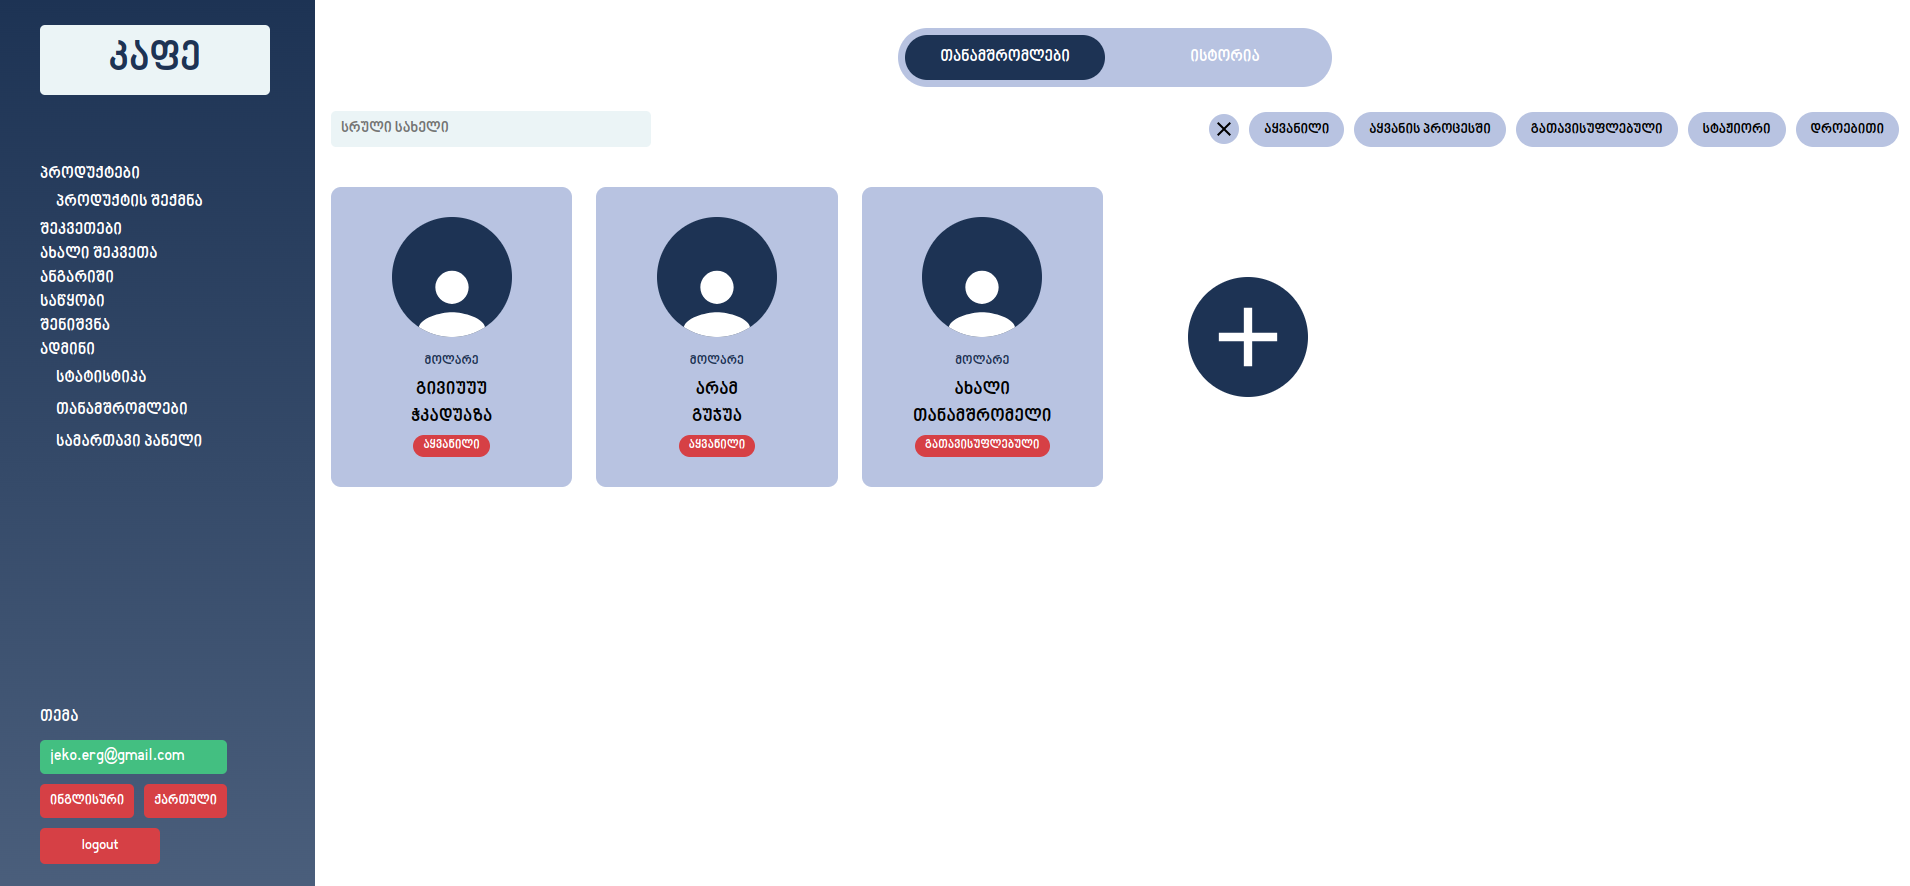 კაფე
პროდუქტები
პროდუქტის შექმნა
შეკვეთები
ახალი შეკვეთა
ანგარიში
საწყობი
შენიშვნა
ადმინი
სტატისტიკა
თანამშრომლები
სამართავი პანელი
თემა
jeko.erg@gmail.com
ინგლისური ქართული
logout
თანამშრომლები ისტორია
სრული სახელი
აყვანილი აყვანის პროცესში გათავისუფლებული სტაჟიორი დროებითი
მოლარე
გივიუუუ
ჭკადუაზა
აყვანილი
მოლარე
არამ
გუჯუა
აყვანილი
მოლარე
ახალი
თანამშრომელი
გათავისუფლებული